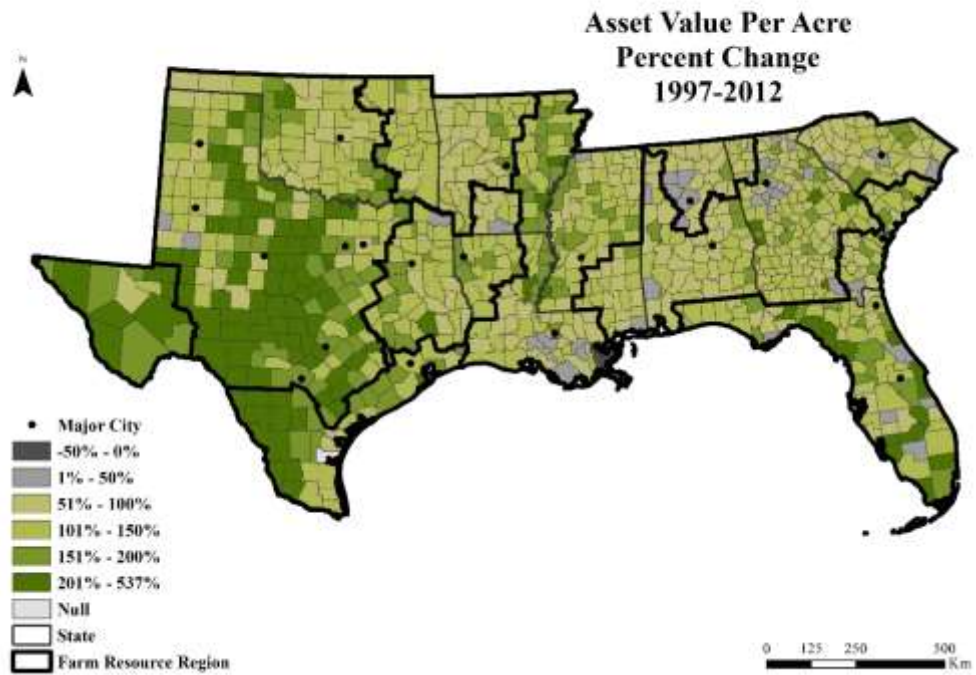 Asset Value Per Acre
Percent Change
1997-2012
N
Major City
-50% - 0%
1% - 50%
51% - 100%
101% - 150%
151% - 200%
201% - 537%
Null
State
Farm Resource Region
0 125 250 500
Km